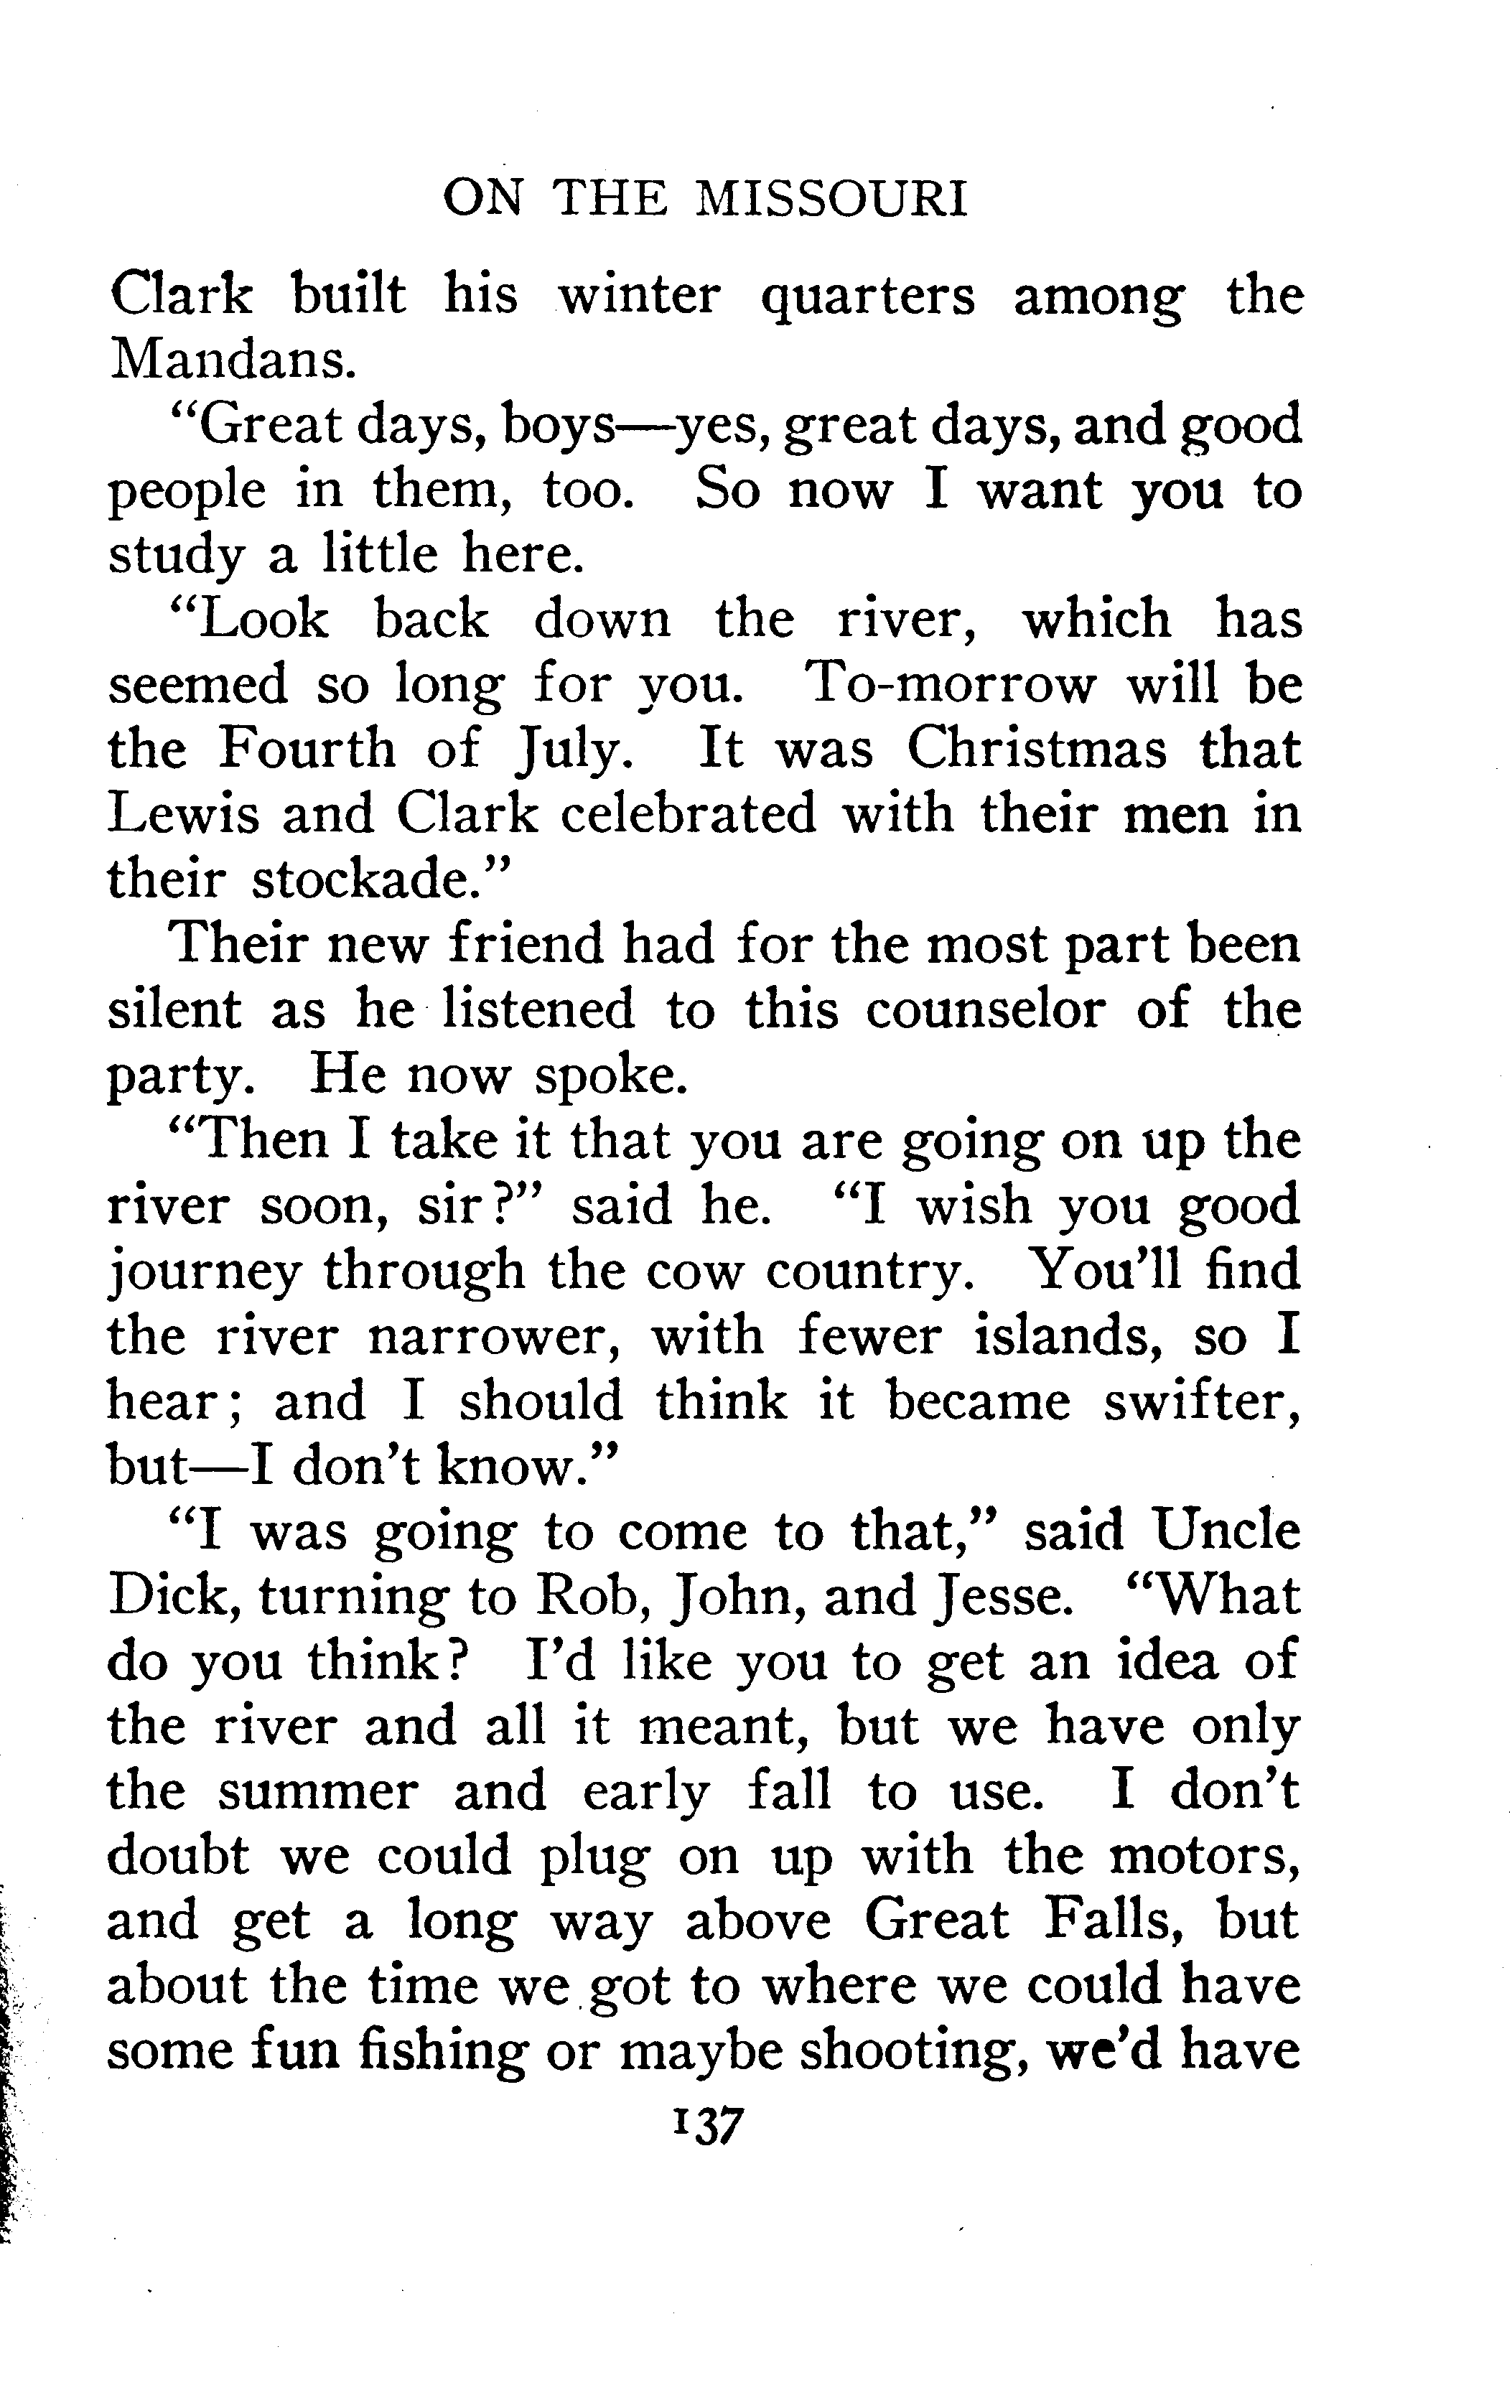 ON THE MISSOURI
Clark built his winter quarters among the
Mandans.
“Great days, boys—yes, great days, and good
people in them, too. So now I want you to
study a little here.
“Look back down the river, which has
seemed so long for you. To-morrow will be
the Fourth of July. It was Christmas that
Lewis and Clark celebrated with their men in
their stockade.”
Their new friend had for the most part been
silent as he listened to this counselor of the
party. He now spoke.
“Then I take it that you are going on up the
river soon, sir?” said he. “I wish you good
journey through the cow country. You’ll find
the river narrower, with fewer islands, so I
hear; and I should think it became swifter,
but—I don’t know.”
“I was going to come to that,” said Uncle
Dick, turning to Rob, John, and Jesse. “What
do you think? I’d like you to get an idea of
the river and all it meant, but we have only
the summer and early fall to use. I don’t
doubt we could plug on up with the motors,
and get a long way above Great Falls, but
about the time we got to where we could have
some fun fishing or maybe shooting, we’d have
137